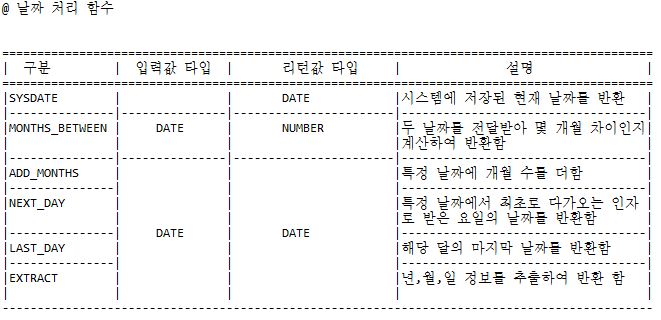 @ 날짜 처리 함수
구분 | 입력값 타입 | 리턴값 타입 | 설명
SYSDATE | | DATE | 시스템에 저장된 현재 날짜를 반환
MONTHS_BETWEEN | DATE | NUMBER | 두 날짜를 전달받아 몇 개월 차이인지
계산하여 반환함
ADD_MONTHS | | | 특정 날짜에 개월 수를 더함
NEXT_DAY | | | 특정 날짜에서 최초로 다가오는 인자
로 받은 요일의 날짜를 반환함
DATE | DATE
LAST_DAY | | | 해당 달의 마지막 날짜를 반환함
EXTRACT | | | 년,월,일 정보를 추출하여 반환 함